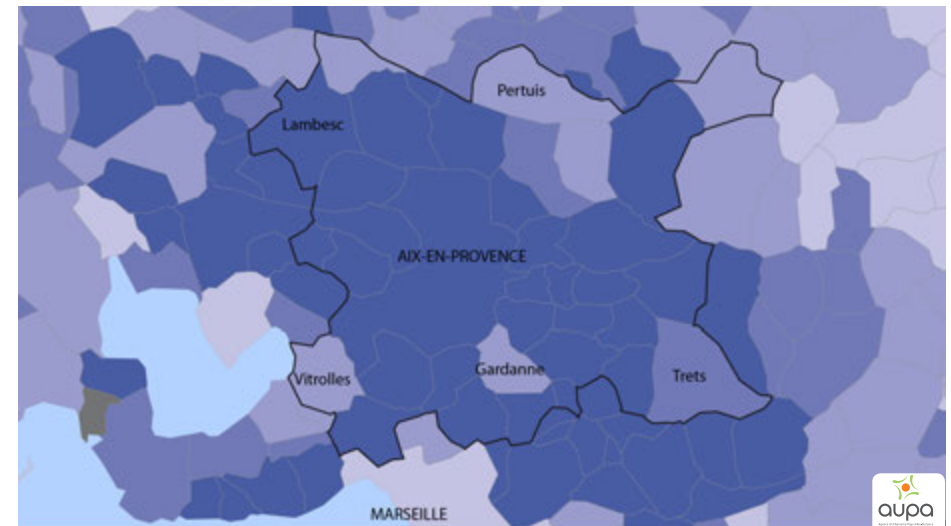 Pertuis
Lambesc
AIX-EN-PROVENCE
Gardanne
Vitrolles
Trets
MARSEILLE
aupa